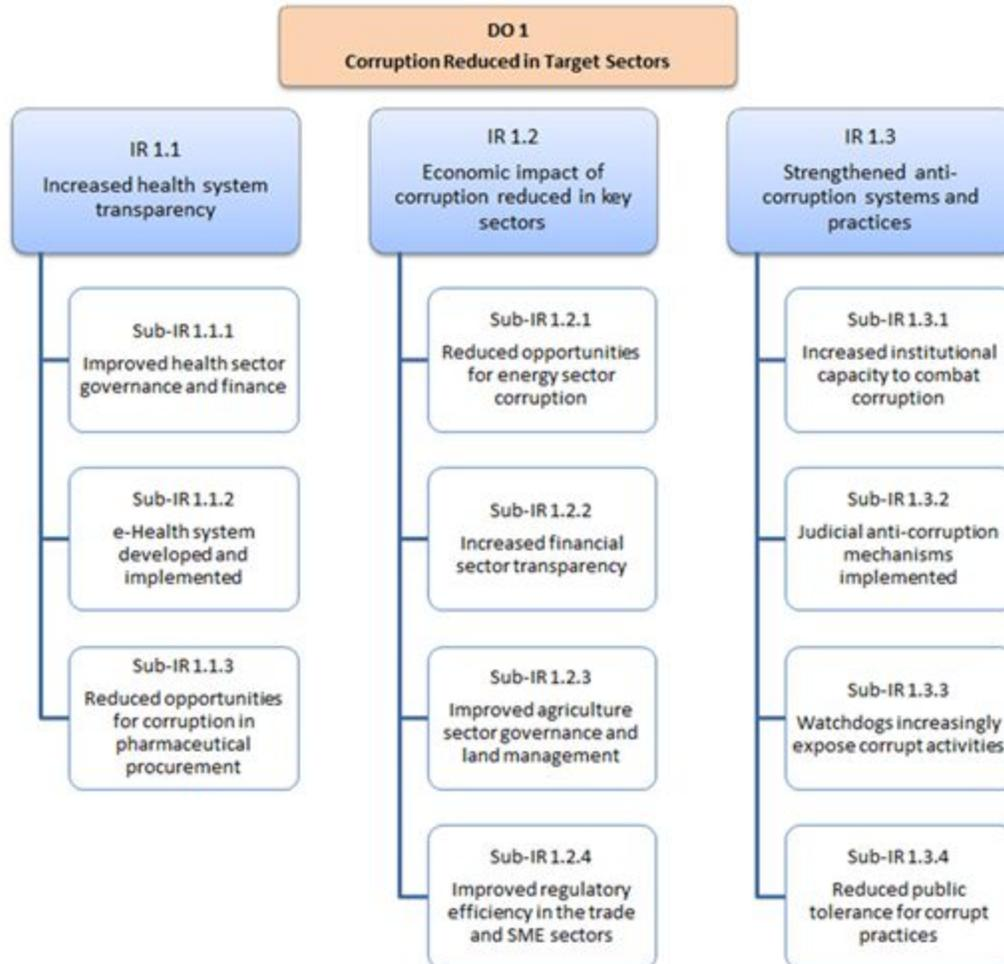 DO 1
Corruption Reduced in Target Sectors
IR 1.1
Increased health system
transparency
Sub-IR 1.1.1
Improved health sector
governance and finance
Sub-IR 1.1.2
e-Health system
developed and
implemented
Sub-IR 1.1.3
Reduced opportunities
for corruption in
pharmaceutical
procurement
IR 1.2
Economic impact of
corruption reduced in key
sectors
Sub-IR 1.2.1
Reduced opportunities
for energy sector
corruption
Sub-IR 1.2.2
Increased financial
sector transparency
Sub-IR 1.2.3
Improved agriculture
sector governance and
land management
Sub-IR 1.2.4
Improved regulatory
efficiency in the trade
and SME sectors
IR 1.3
Strengthened anti-
corruption systems and
practices
Sub-IR 1.3.1
Increased institutional
capacity to combat
corruption
Sub-IR 1.3.2
Judicial anti-corruption
mechanisms
implemented
Sub-IR 1.3.3
Watchdogs increasingly
expose corrupt activities
Sub-IR 1.3.4
Reduced public
tolerance for corrupt
practices